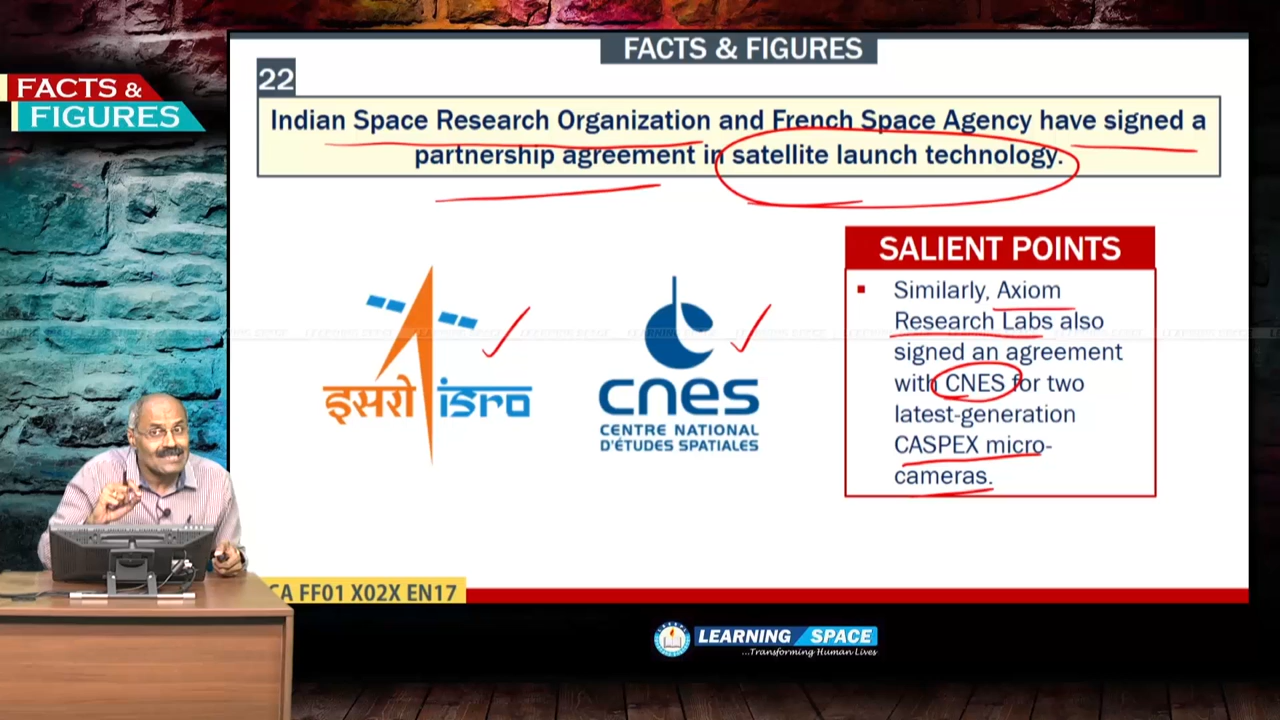 FACTS & FIGURES
FACTS &
FIGURES
22
Indian Space Research Organization and French Space Agency have signed a
partnership agreement in satellite launch technology.
SALIENT POINTS
Similarly, Axiom
Research Labs also
signed an agreement
with CNES for two
latest-generation
CASPEX micro-
cameras.
इसरो isro
cnes
CENTRE NATIONAL
D'ÉTUDES SPATIALES
CA FF01 X02X EN17
LEARNING SPACE
...Transforming Human Lives